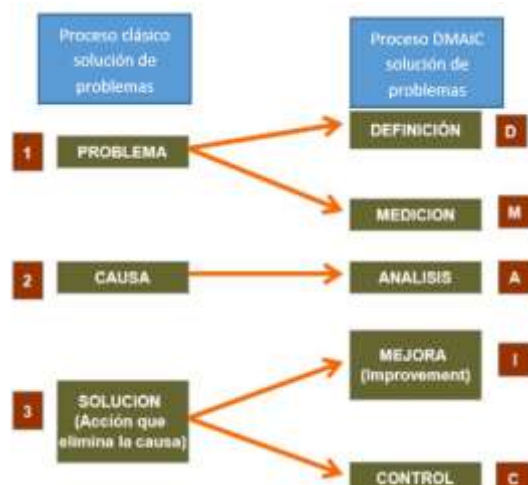 Proceso clásico
solución de
problemas
Proceso DMAIC
solución de
problemas
1
PROBLEMA
DEFINICIÓN
D
MEDICION
M
2
CAUSA
ANALISIS
A
3
SOLUCION
(Acción que
elimina la causa)
MEJORA
(Improvement)
I
CONTROL
C